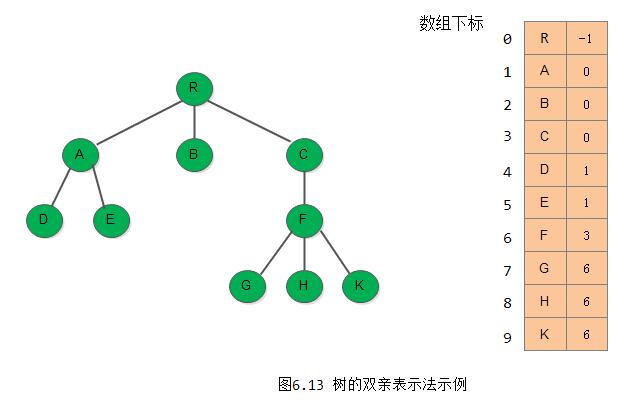 数组下标
R
A B C
D E F
G H K
0 R -1
1 A 0
2 B 0
3 C 0
4 D 1
5 E 1
6 F 3
7 G 6
8 H 6
9 K 6
图6.13 树的双亲表示法示例